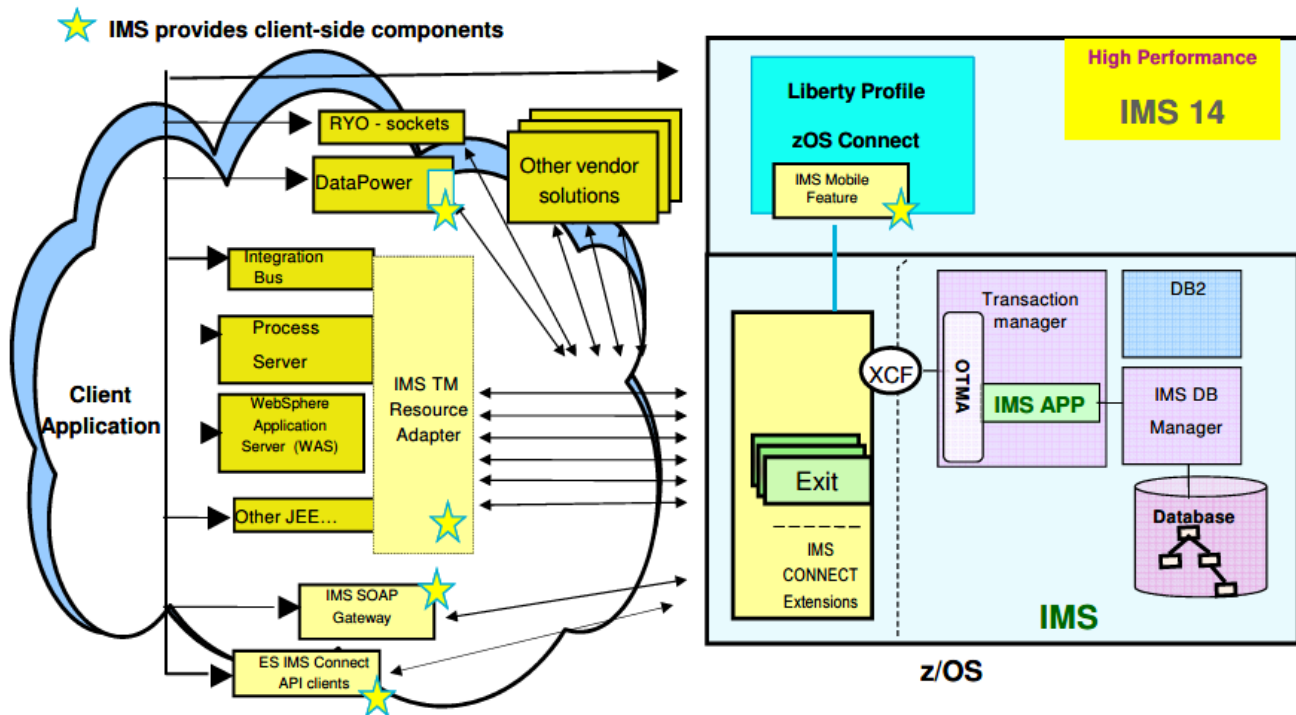 IMS provides client-side components
RYO - sockets
DataPower
Other vendor
solutions
Integration
Bus
Process
Server
WebSphere
Application
Server (WAS)
Other JEE…
IMS TM
Resource
Adapter
Client
Application
IMS SOAP
Gateway
ES IMS Connect
API clients
High Performance
IMS 14
Liberty Profile
zOS Connect
IMS Mobile
Feature
XCF
Exit
IMS
CONNECT
Extensions
Transaction
manager
OTMA
IMS APP
DB2
IMS DB
Manager
Database
IMS
z/OS